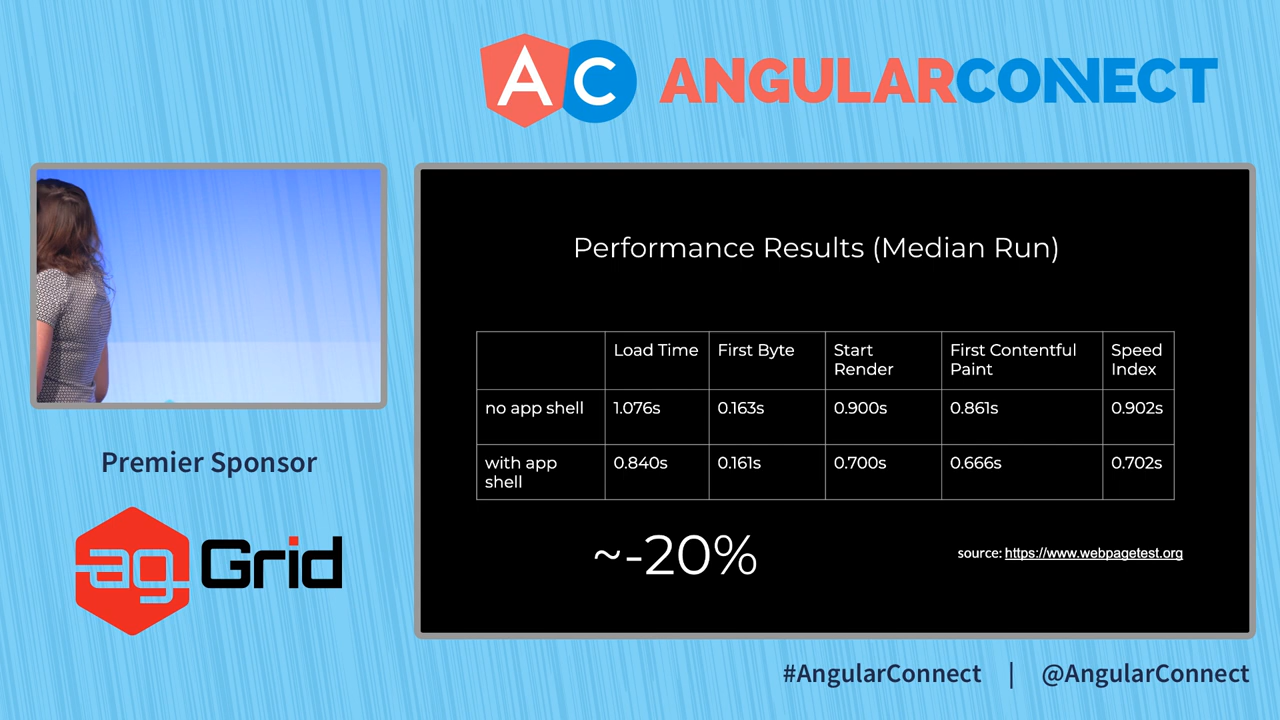 AC ANGULARCONNECT
Performance Results (Median Run)
Load Time First Byte Start Render First Contentful Paint Speed Index
no app shell 1.076s 0.163s 0.900s 0.861s 0.902s
with app shell 0.840s 0.161s 0.700s 0.666s 0.702s
~-20%
source: https://www.webpagetest.org
Premier Sponsor
ag Grid
#AngularConnect | @AngularConnect